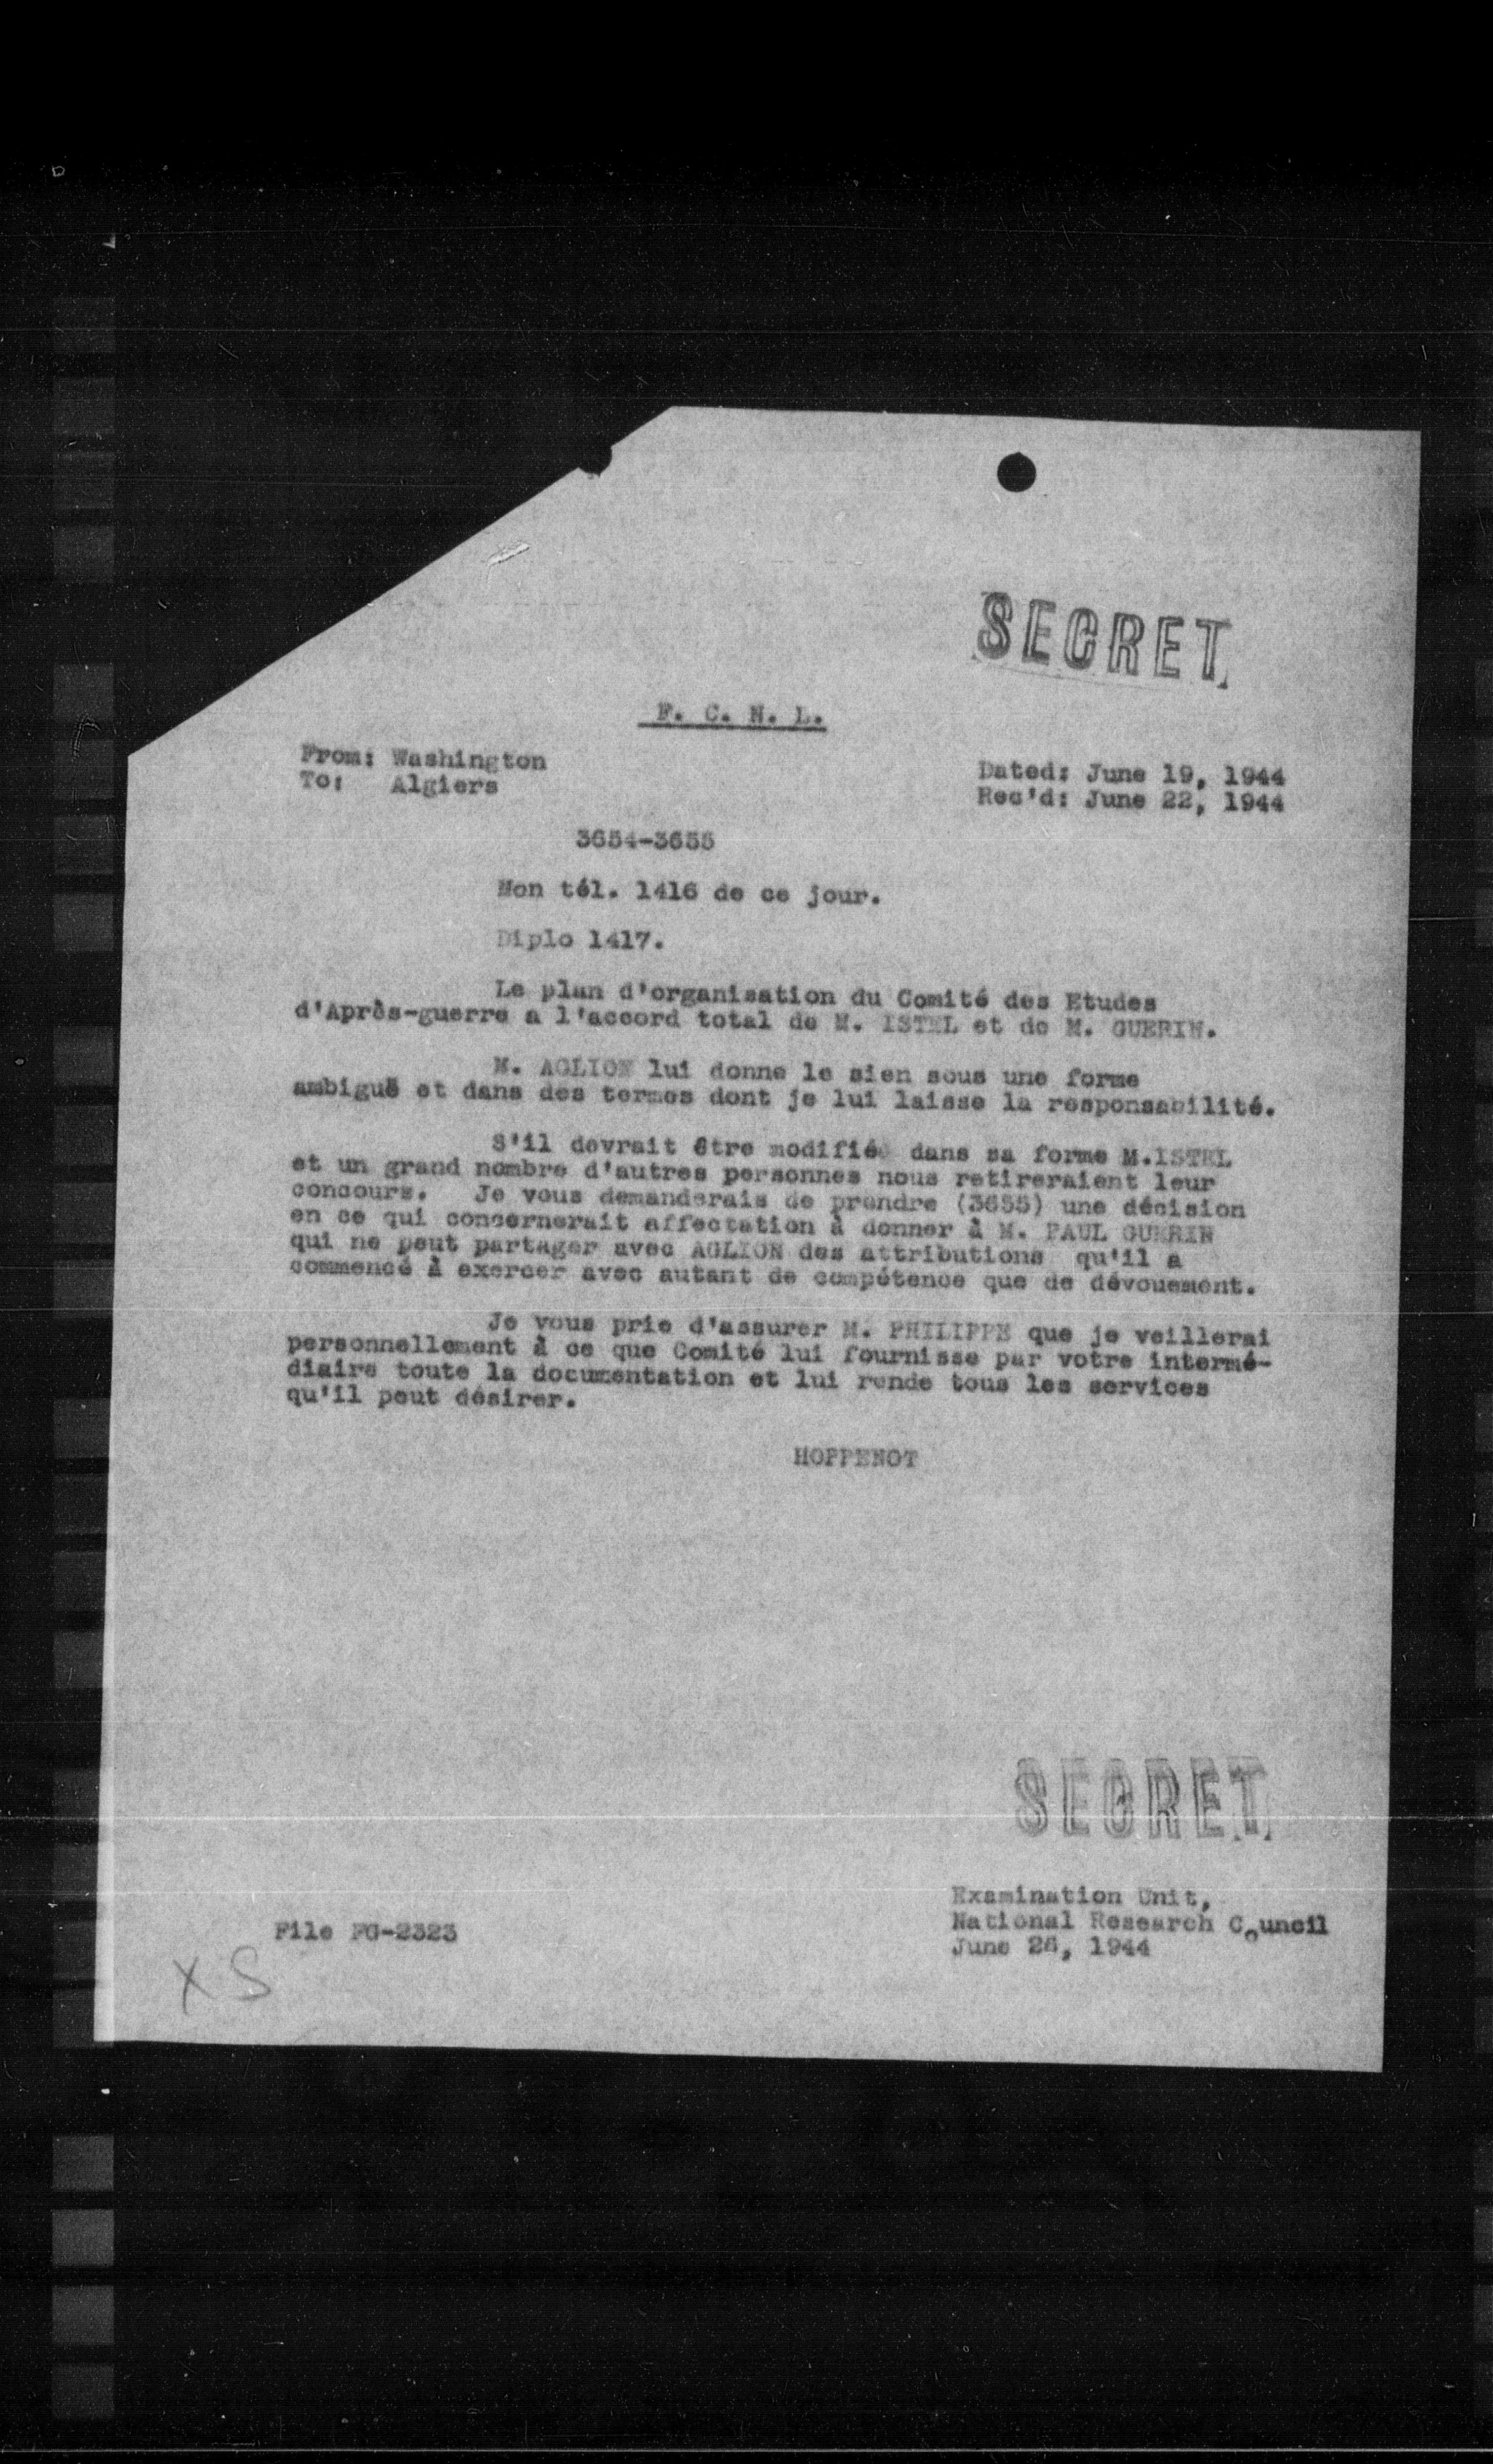 SECRET
F. C. N. L.
From: Washington
To: Algiers
Dated: June 19, 1944
Rec'd: June 22, 1944
3654-3655
Mon tél. 1416 de ce jour.
Diplo 1417.
Le plan d'organisation du Comité des Etudes
d'Après-guerre a l'accord total de M. ISTEL et de M. GUERIN.
M. AGLION lui donne le sien sous une forme
ambiguë et dans des termes dont je lui laisse la responsabilité.
S'il devrait être modifié dans sa forme M.ISTEL
et un grand nombre d'autres personnes nous retireraient leur
concours. Je vous demanderais de prendre (3655) une décision
en ce qui concernerait affectation à donner à M. PAUL GUERIN
qui ne peut partager avec AGLION des attributions qu'il a
commencé à exercer avec autant de compétence que de dévouement.
Je vous prie d'assurer M. PHILIPPE que je veillerai
personnellement à ce que Comité lui fournisse par votre intermé-
diaire toute la documentation et lui rende tous les services
qu'il peut désirer.
HOPPENOT
SECRET
Examination Unit,
National Research Council
June 26, 1944
File FG-2323
X S